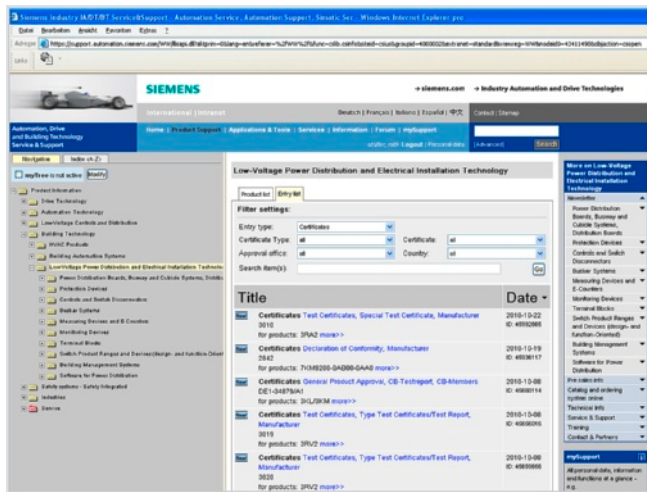 Siemens Industry IA/DT/BT Service&Support - Automation Service, Automation Support, Simatic Ser... Windows Internet Explorer pro
Datei Bearbeiten Ansicht Favoriten Extras ?
Adresse
Links
SIEMENS
→ siemens.com → Industry Automation and Drive Technologies
International | Intranet
Deutsch | Français | Italiano | Español | 中文
Contact | Sitemap
Automation, Drive
and Building Technology
Service & Support
Home | Product Support | Applications & Tools | Services | Information | Forum | mySupport
Logout | Personal data
[Advanced] Search
Navigation Index (A-Z)
myTree is not active Modify
Product Information
Drive Technology
Automation Technology
Low-Voltage Controls and Distribution
Building Technology
HVAC Products
Building Automation Systems
Low-Voltage Power Distribution and Electrical Installation Technolo
Power Distribution Boards, Busway and Cubicle Systems, Distrib
Protection Devices
Controls and Switch Disconnectors
Busbar Systems
Measuring Devices and E-Counters
Monitoring Devices
Terminal Blocks
Switch Product Ranges and Devices(design- and function-Orient
Building Management Systems
Software for Power Distribution
Safety systems - Safety Integrated
Industries
Service
Low-Voltage Power Distribution and Electrical Installation Technology
Product list Entry list
Filter settings:
Entry type: Certificates
Certificate Type: all Certificate: all
Approval office: all Country: all
Search item(s): Go
Title Date
Certificates Test Certificates, Special Test Certificate, Manufacturer 2010-10-22
3010
for products: 3RA2 more>>
Certificates Declaration of Conformity, Manufacturer 2010-10-19
2842
for products: 7KM9200-0AB00-0AA0 more>>
Certificates General Product Approval, CB-Testreport, CB-Members 2010-10-08
DE1-34879/A1
for products: 3KL/3KM more>>
Certificates Test Certificates, Type Test Certificates/Test Report, 2010-10-08
Manufacturer
3019
for products: 3RV2 more>>
Certificates Test Certificates, Type Test Certificates/Test Report, 2010-10-08
Manufacturer
3020
for products: 3RV2 more>>
More on Low-Voltage
Power Distribution and
Electrical Installation
Technology
Newsletter
Power Distribution
Boards, Busway and
Cubicle Systems,
Distribution Boards
Protection Devices
Controls and Switch
Disconnectors
Busbar Systems
Measuring Devices and
E-Counters
Monitoring Devices
Terminal Blocks
Switch Product Ranges
and Devices (design- and
function-Oriented)
Building Management
Systems
Software for Power
Distribution
Pre sales info
Catalog and ordering
system online
Technical info
Service & Support
Training
Contact & Partners
mySupport
All personal data, information
and functions at a glance -
e.g.